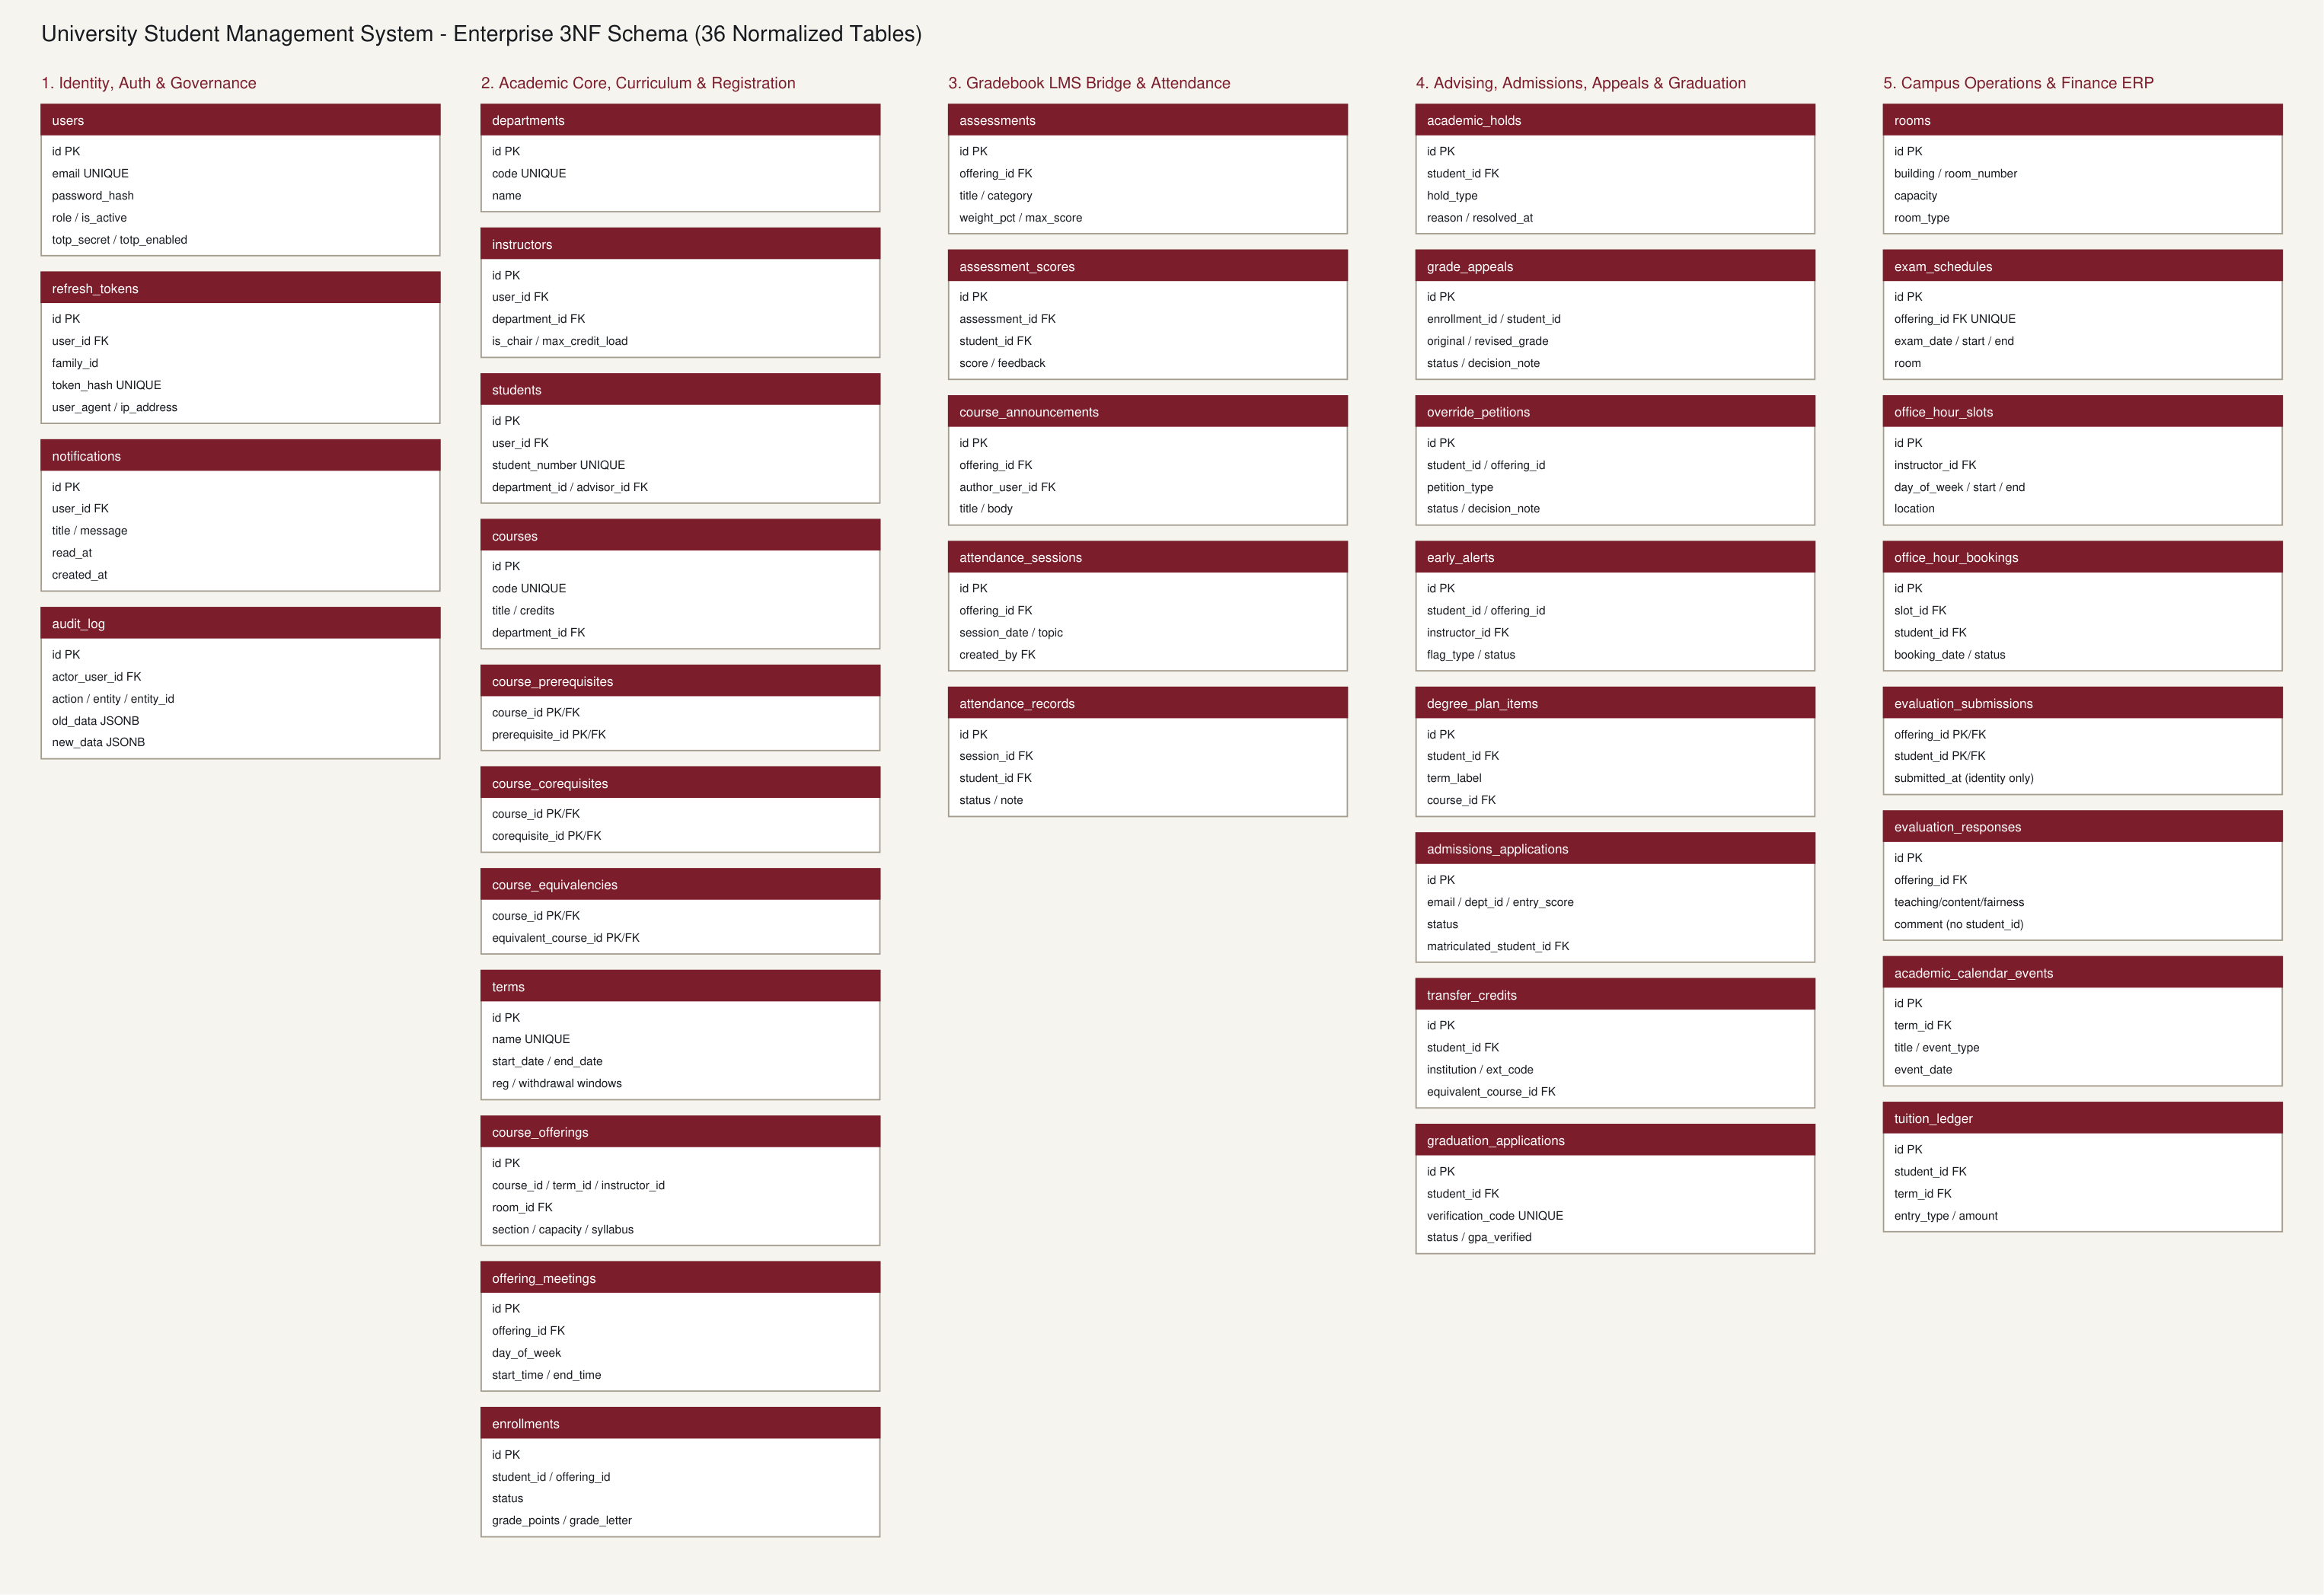 University Student Management System - Enterprise 3NF Schema (36 Normalized Tables)
1. Identity, Auth & Governance
users
id PK
email UNIQUE
password_hash
role / is_active
totp_secret / totp_enabled
refresh_tokens
id PK
user_id FK
family_id
token_hash UNIQUE
user_agent / ip_address
notifications
id PK
user_id FK
title / message
read_at
created_at
audit_log
id PK
actor_user_id FK
action / entity / entity_id
old_data JSONB
new_data JSONB
2. Academic Core, Curriculum & Registration
departments
id PK
code UNIQUE
name
instructors
id PK
user_id FK
department_id FK
is_chair / max_credit_load
students
id PK
user_id FK
student_number UNIQUE
department_id / advisor_id FK
courses
id PK
code UNIQUE
title / credits
department_id FK
course_prerequisites
course_id PK/FK
prerequisite_id PK/FK
course_corequisites
course_id PK/FK
corequisite_id PK/FK
course_equivalencies
course_id PK/FK
equivalent_course_id PK/FK
terms
id PK
name UNIQUE
start_date / end_date
reg / withdrawal windows
course_offerings
id PK
course_id / term_id / instructor_id
room_id FK
section / capacity / syllabus
offering_meetings
id PK
offering_id FK
day_of_week
start_time / end_time
enrollments
id PK
student_id / offering_id
status
grade_points / grade_letter
3. Gradebook LMS Bridge & Attendance
assessments
id PK
offering_id FK
title / category
weight_pct / max_score
assessment_scores
id PK
assessment_id FK
student_id FK
score / feedback
course_announcements
id PK
offering_id FK
author_user_id FK
title / body
attendance_sessions
id PK
offering_id FK
session_date / topic
created_by FK
attendance_records
id PK
session_id FK
student_id FK
status / note
4. Advising, Admissions, Appeals & Graduation
academic_holds
id PK
student_id FK
hold_type
reason / resolved_at
grade_appeals
id PK
enrollment_id / student_id
original / revised_grade
status / decision_note
override_petitions
id PK
student_id / offering_id
petition_type
status / decision_note
early_alerts
id PK
student_id / offering_id
instructor_id FK
flag_type / status
degree_plan_items
id PK
student_id FK
term_label
course_id FK
admissions_applications
id PK
email / dept_id / entry_score
status
matriculated_student_id FK
transfer_credits
id PK
student_id FK
institution / ext_code
equivalent_course_id FK
graduation_applications
id PK
student_id FK
verification_code UNIQUE
status / gpa_verified
5. Campus Operations & Finance ERP
rooms
id PK
building / room_number
capacity
room_type
exam_schedules
id PK
offering_id FK UNIQUE
exam_date / start / end
room
office_hour_slots
id PK
instructor_id FK
day_of_week / start / end
location
office_hour_bookings
id PK
slot_id FK
student_id FK
booking_date / status
evaluation_submissions
offering_id PK/FK
student_id PK/FK
submitted_at (identity only)
evaluation_responses
id PK
offering_id FK
teaching/content/fairness
comment (no student_id)
academic_calendar_events
id PK
term_id FK
title / event_type
event_date
tuition_ledger
id PK
student_id FK
term_id FK
entry_type / amount